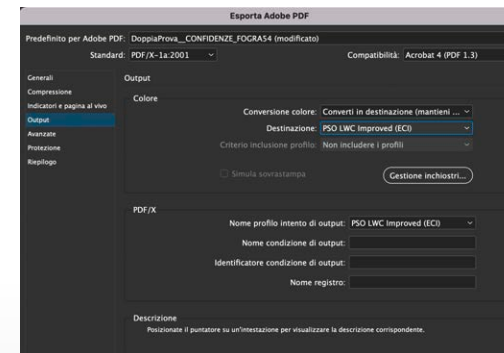 Esporta Adobe PDF
Predefinito per Adobe PDF: DoppiaProva__CONFIDENZE_FOGRA54 (modificato)
Standard: PDF/X-1a:2001 Compatibilità: Acrobat 4 (PDF 1.3)
Generali
Compressione
Indicatori e pagina al vivo
Output
Avanzate
Protezione
Riepilogo
Output
Colore
Conversione colore: Converti in destinazione (mantieni ...
Destinazione: PSO LWC Improved (ECI)
Criterio inclusione profilo: Non includere i profili
Simula sovrastampa
Gestione inchiostri...
PDF/X
Nome profilo intento di output: PSO LWC Improved (ECI)
Nome condizione di output:
Identificatore condizione di output:
Nome registro:
Descrizione
Posizionate il puntatore su un'intestazione per visualizzare la descrizione corrispondente.